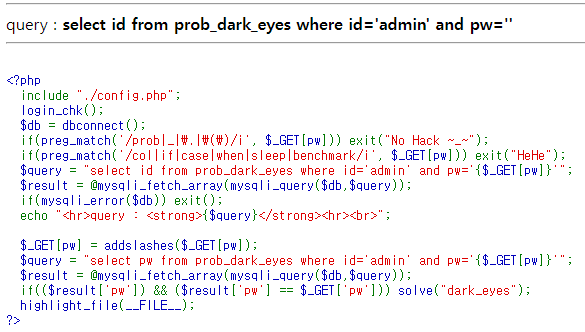 query : select id from prob_dark_eyes where id='admin' and pw=''
<?php
  include "./config.php";
  login_chk();
  $db = dbconnect();
  if(preg_match('/prob|_|₩.|₩(₩)/i', $_GET[pw])) exit("No Hack ~_~");
  if(preg_match('/col|if|case|when|sleep|benchmark/i', $_GET[pw])) exit("HeHe");
  $query = "select id from prob_dark_eyes where id='admin' and pw='{$_GET[pw]}'";
  $result = @mysqli_fetch_array(mysqli_query($db,$query));
  if(mysqli_error($db)) exit();
  echo "<hr>query : <strong>{$query}</strong><hr><br>";
  $_GET[pw] = addslashes($_GET[pw]);
  $query = "select pw from prob_dark_eyes where id='admin' and pw='{$_GET[pw]}'";
  $result = @mysqli_fetch_array(mysqli_query($db,$query));
  if(($result['pw']) && ($result['pw'] == $_GET['pw'])) solve("dark_eyes");
  highlight_file(__FILE__);
?>